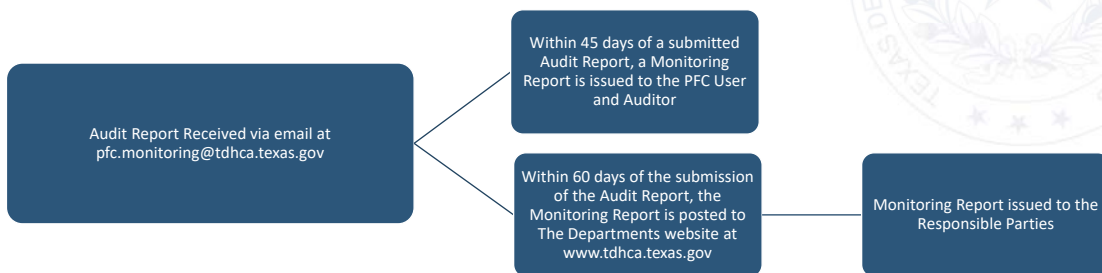 Audit Report Received via email at
pfc.monitoring@tdhca.texas.gov
Within 45 days of a submitted
Audit Report, a Monitoring
Report is issued to the PFC User
and Auditor
Within 60 days of the submission
of the Audit Report, the
Monitoring Report is posted to
The Departments website at
www.tdhca.texas.gov
Monitoring Report issued to the
Responsible Parties
TEXAS DE